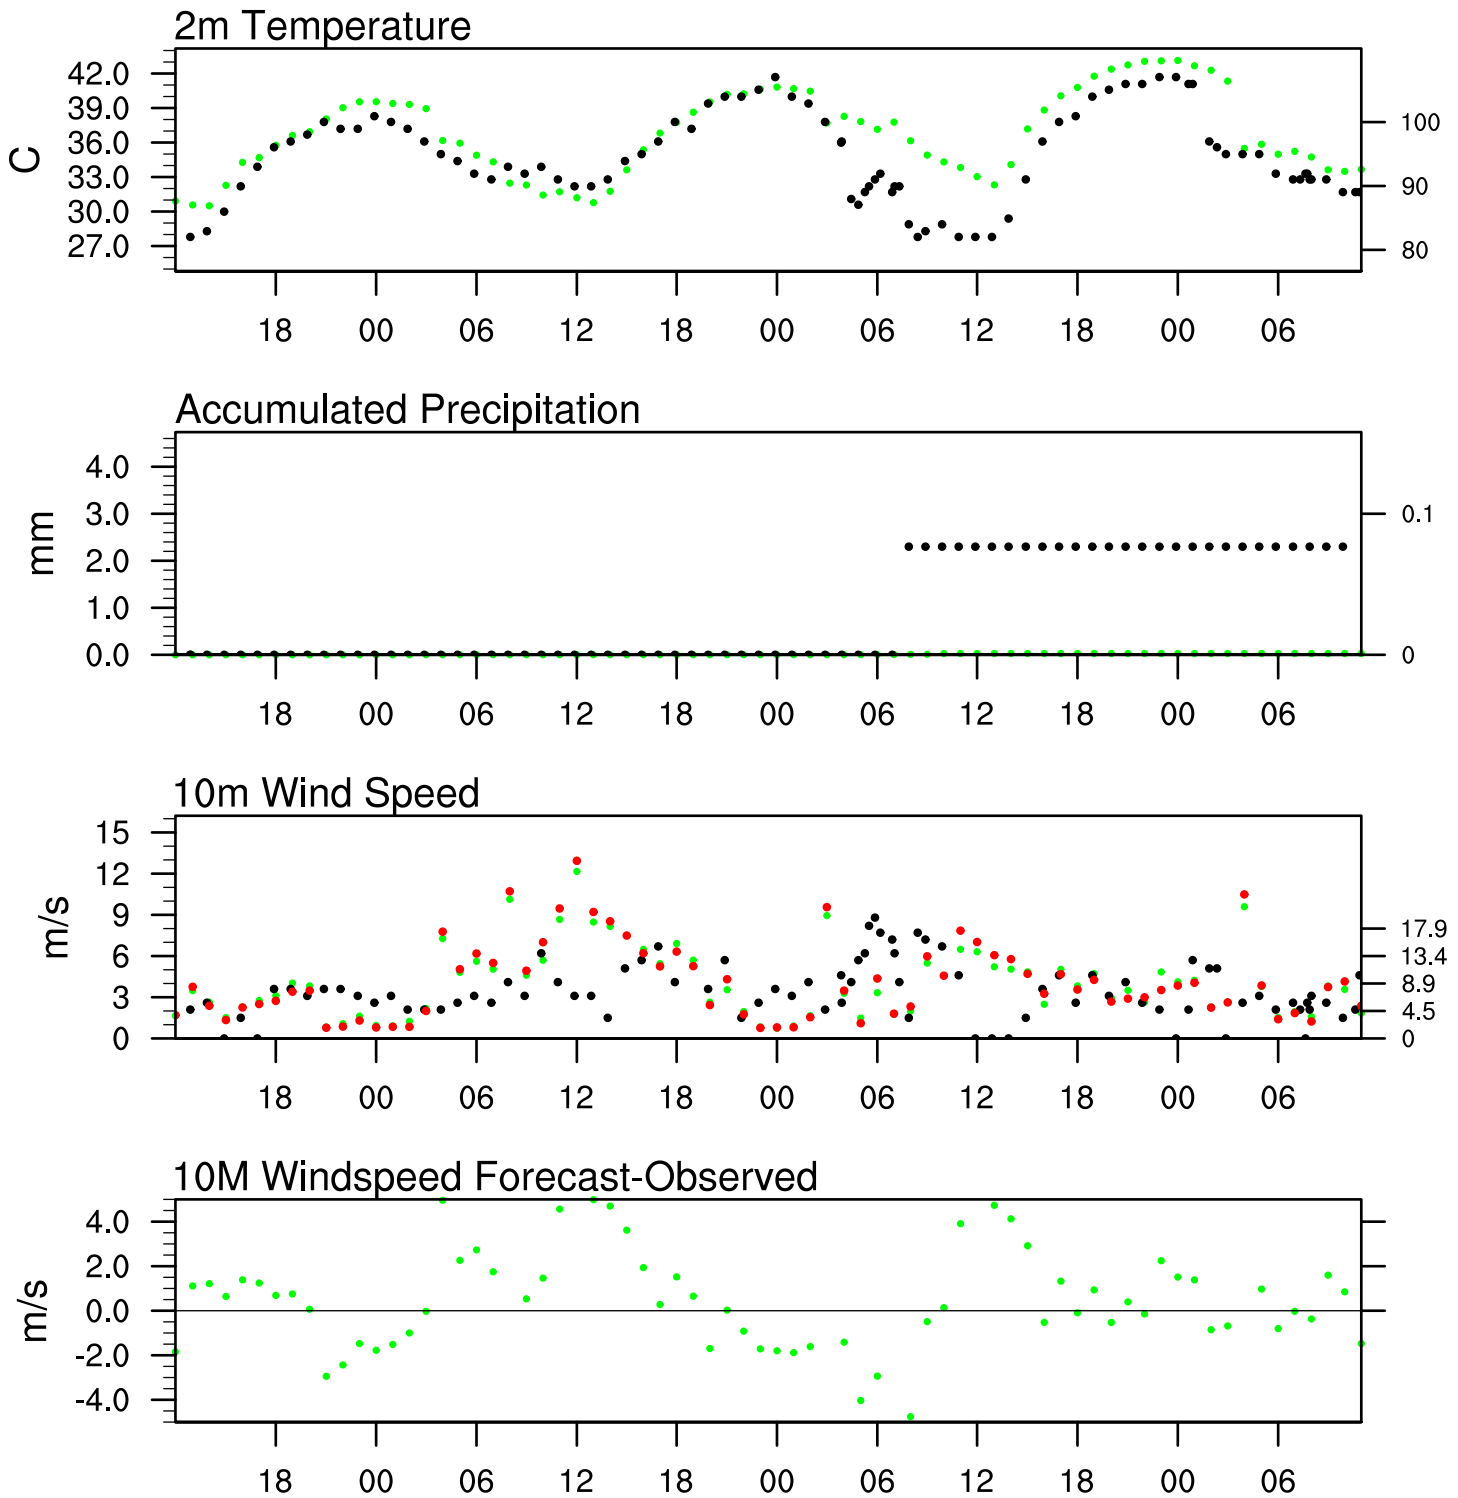 2m Temperature
C
42.0
39.0
36.0
33.0
30.0
27.0
100
90
80
18 00 06 12 18 00 06 12 18 00 06
Accumulated Precipitation
mm
4.0
3.0
2.0
1.0
0.0
0.1
0
18 00 06 12 18 00 06 12 18 00 06
10m Wind Speed
m/s
15
12
9
6
3
0
17.9
13.4
8.9
4.5
0
18 00 06 12 18 00 06 12 18 00 06
10M Windspeed Forecast-Observed
m/s
4.0
2.0
0.0
-2.0
-4.0
18 00 06 12 18 00 06 12 18 00 06